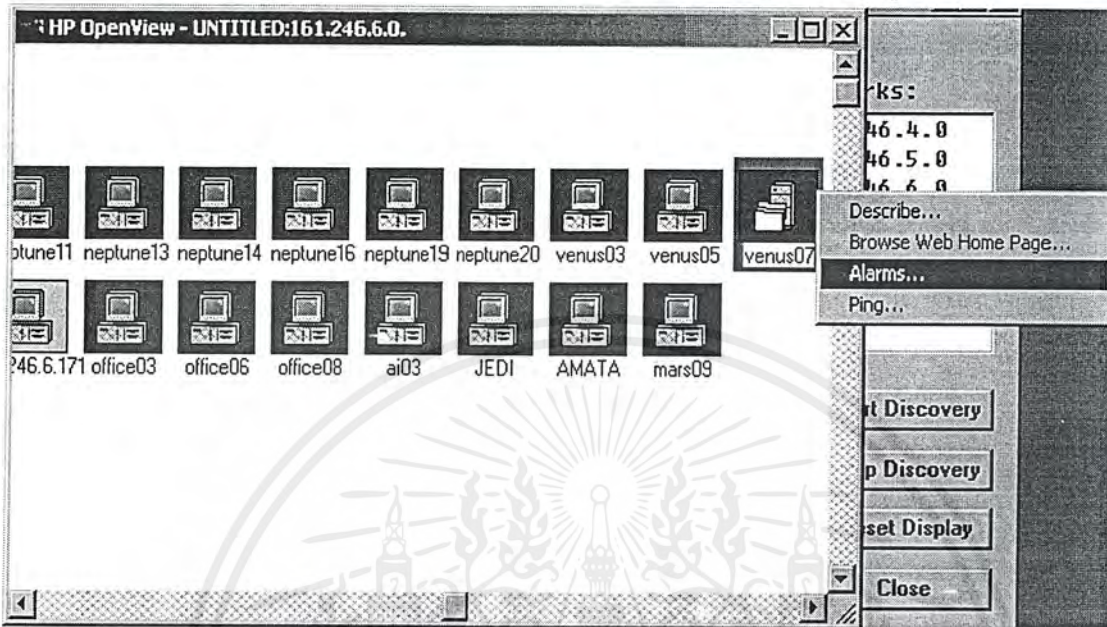 HP OpenView - UNTITLED:161.246.6.0.
rks:
46.4.0
46.5.0
46.6.0
ptune11 neptune13 neptune14 neptune16 neptune19 neptune20 venus03 venus05 venus07
Describe...
Browse Web Home Page...
Alarms...
Ping...
246.6.171 office03 office06 office08 ai03 JEDI AMATA mars09
rt Discovery
p Discovery
set Display
Close